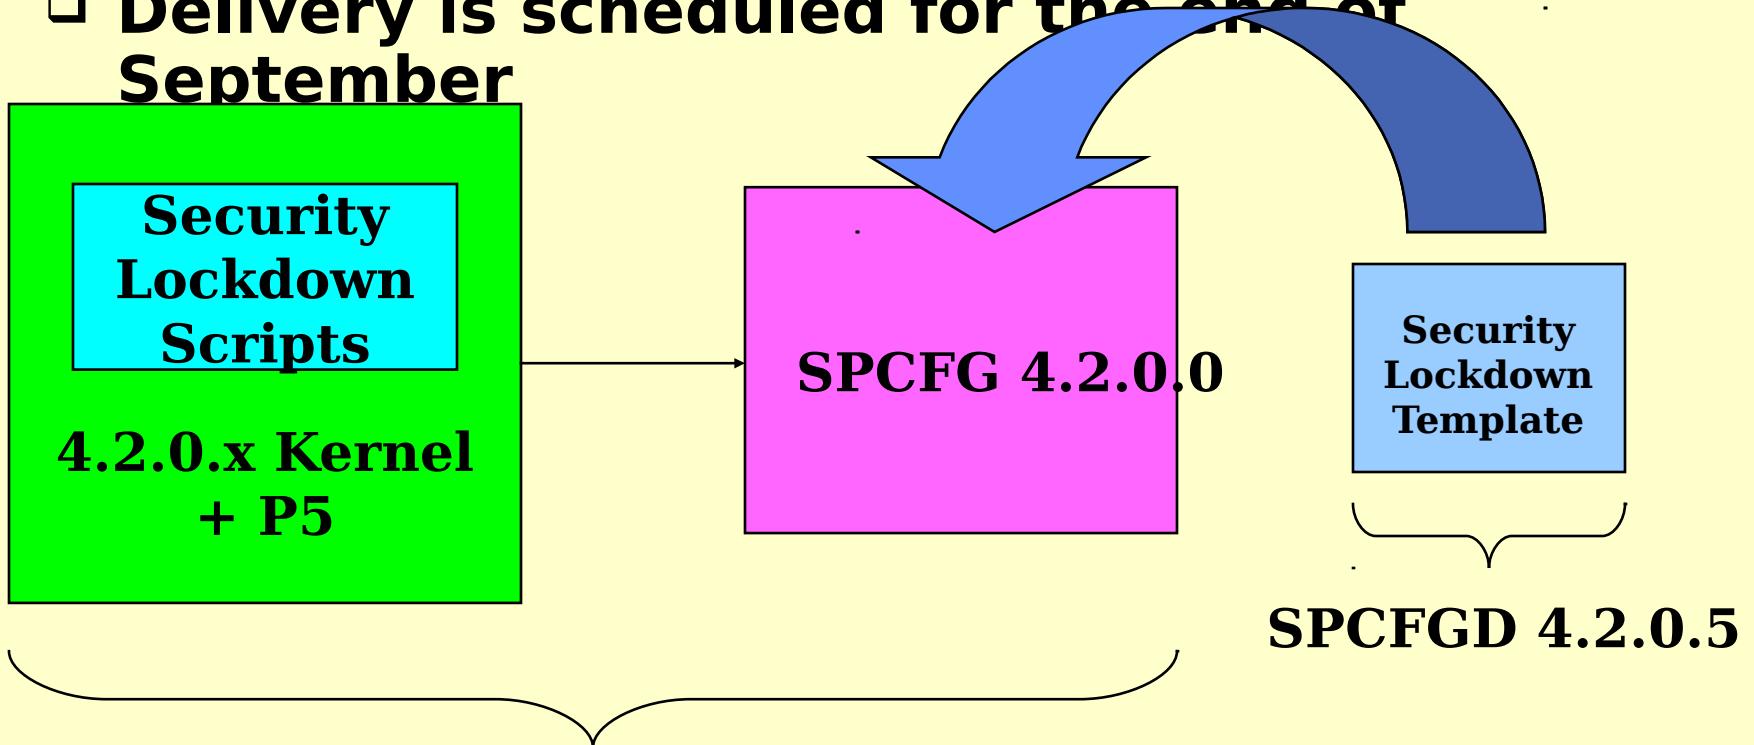 Delivery is scheduled for the end of
September
Security
Lockdown
Scripts
4.2.0.x Kernel
+ P5
SPCFG 4.2.0.0
Security
Lockdown
Template
SPCFGD 4.2.0.5